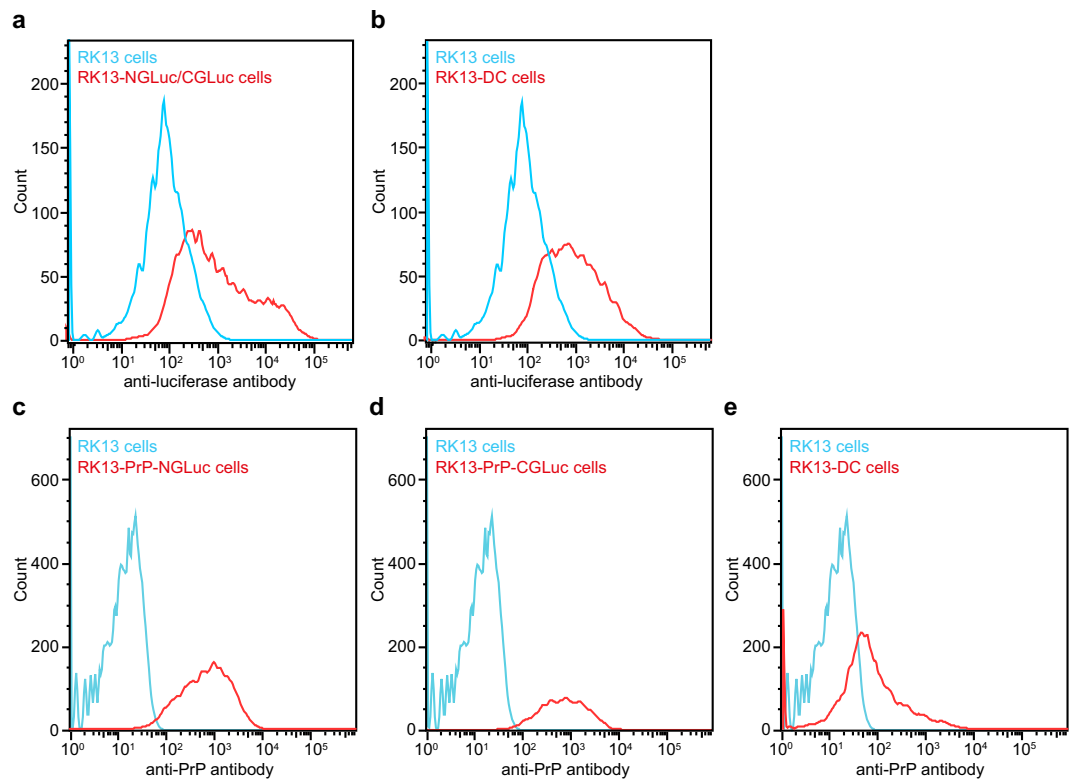 a
RK13 cells
RK13-NGLuc/CGLuc cells
Count
200
150
100
50
0
10⁰ 10¹ 10² 10³ 10⁴ 10⁵
anti-luciferase antibody
b
RK13 cells
RK13-DC cells
Count
200
150
100
50
0
10⁰ 10¹ 10² 10³ 10⁴ 10⁵
anti-luciferase antibody
c
RK13 cells
RK13-PrP-NGLuc cells
Count
600
400
200
0
10⁰ 10¹ 10² 10³ 10⁴ 10⁵
anti-PrP antibody
d
RK13 cells
RK13-PrP-CGLuc cells
Count
600
400
200
0
10⁰ 10¹ 10² 10³ 10⁴ 10⁵
anti-PrP antibody
e
RK13 cells
RK13-DC cells
Count
600
400
200
0
10⁰ 10¹ 10² 10³ 10⁴ 10⁵
anti-PrP antibody